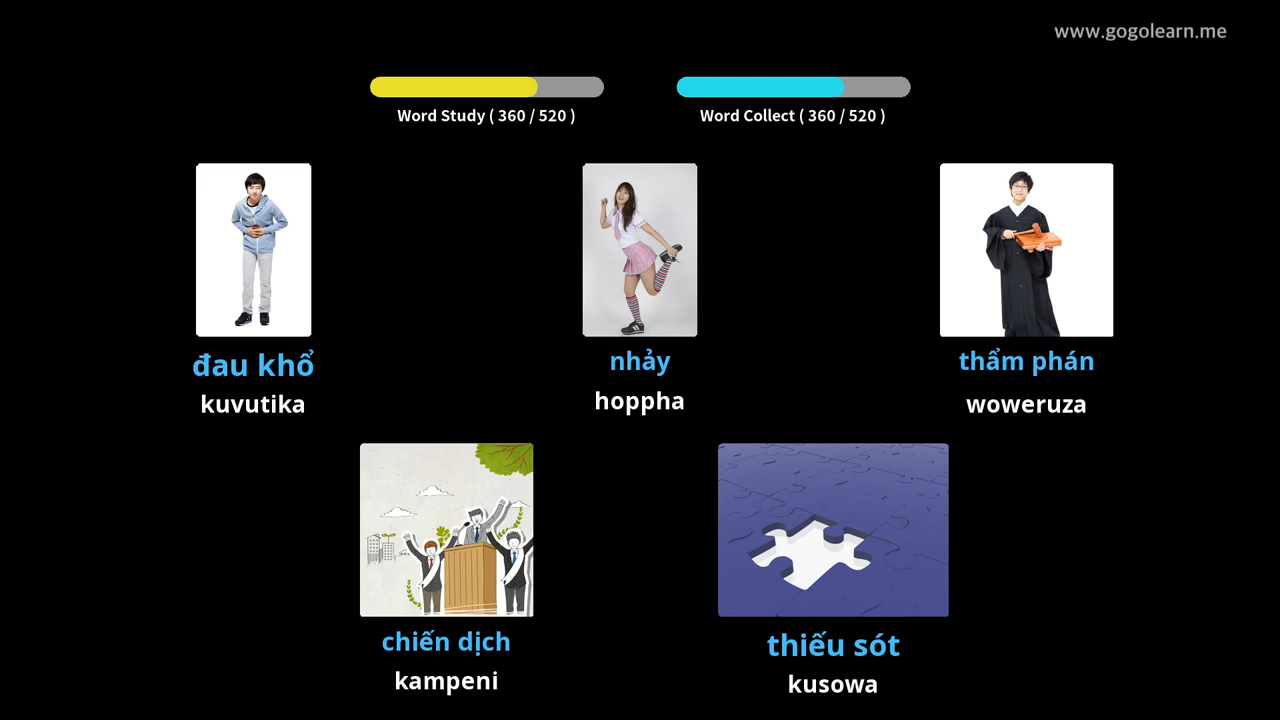 www.gogolearn.me
Word Study ( 360 / 520 )
Word Collect ( 360 / 520 )
đau khổ
kuvutika
nhảy
hoppha
thẩm phán
woweruza
chiến dịch
kampeni
thiếu sót
kusowa